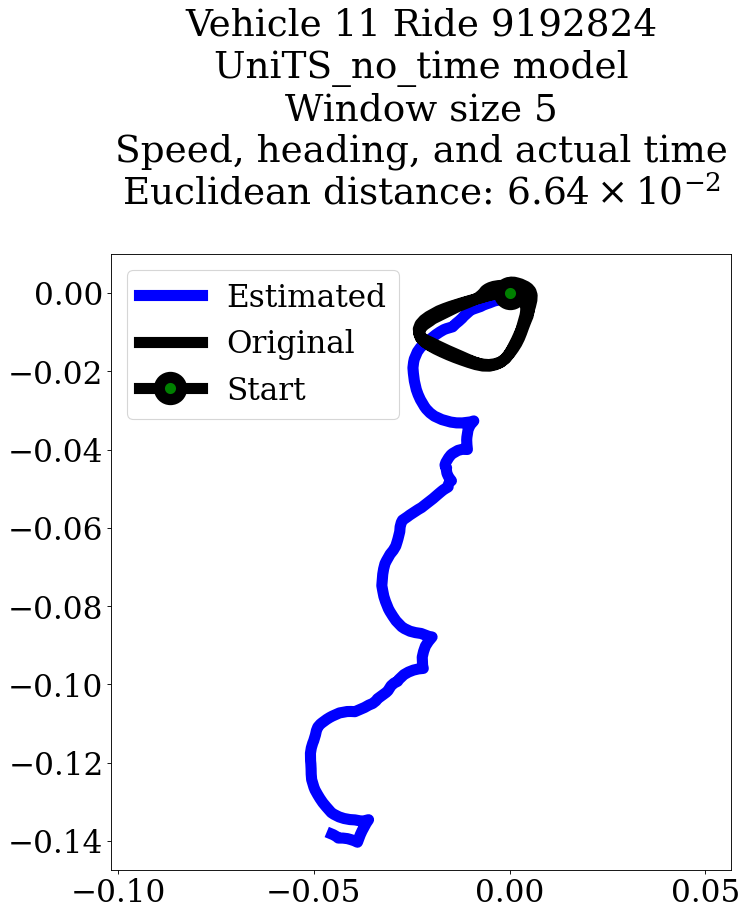 Vehicle 11 Ride 9192824
UniTS_no_time model
Window size 5
Speed, heading, and actual time
Euclidean distance: 6.64 × 10⁻²
Estimated
Original
Start
0.00
−0.02
−0.04
−0.06
−0.08
−0.10
−0.12
−0.14
−0.10
−0.05
0.00
0.05